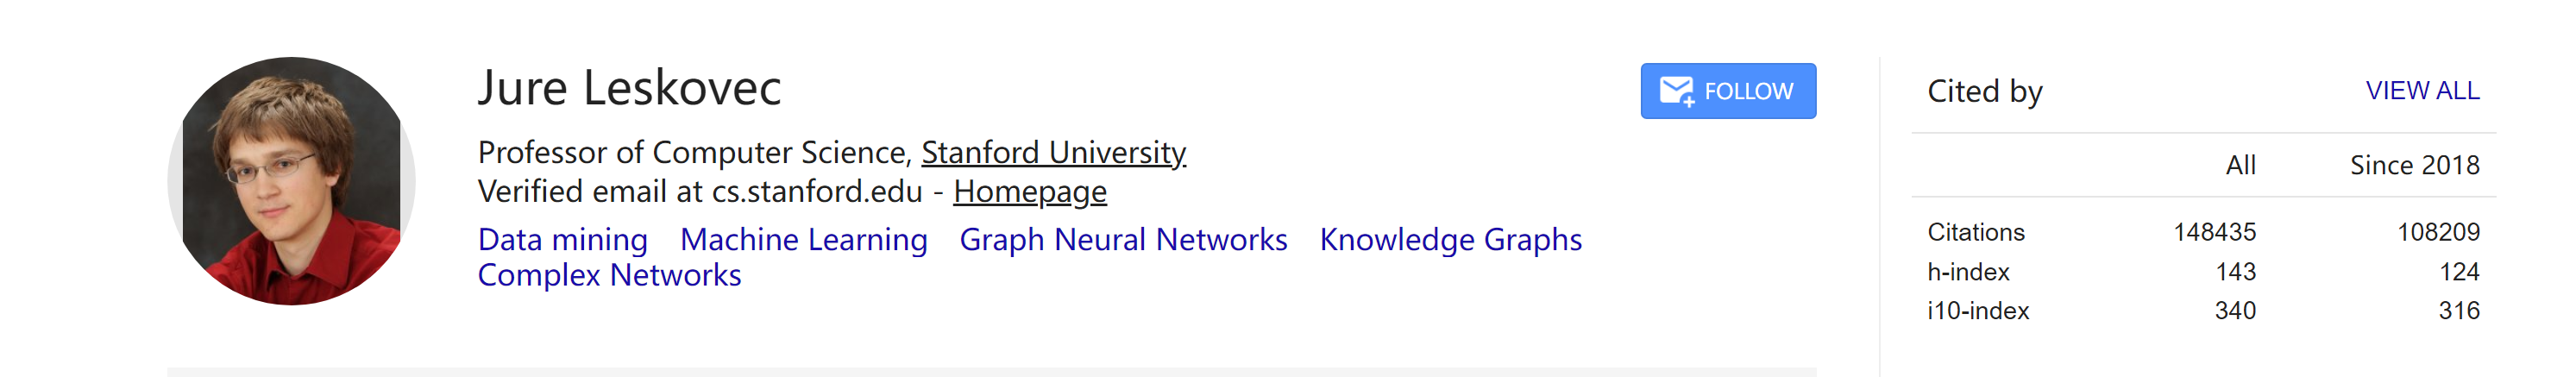 Jure Leskovec
FOLLOW
Professor of Computer Science, Stanford University
Verified email at cs.stanford.edu - Homepage
Data mining Machine Learning Graph Neural Networks Knowledge Graphs
Complex Networks
Cited by VIEW ALL
All Since 2018
Citations 148435 108209
h-index 143 124
i10-index 340 316